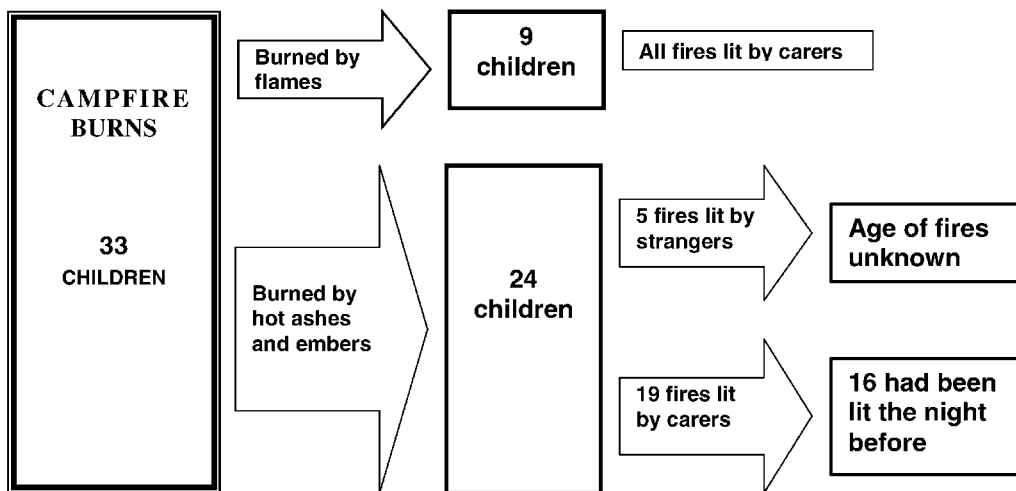 CAMPFIRE
BURNS
33
CHILDREN
Burned by
flames
9
children
All fires lit by carers
Burned by
hot ashes
and embers
24
children
5 fires lit by
strangers
Age of fires
unknown
19 fires lit
by carers
16 had been
lit the night
before